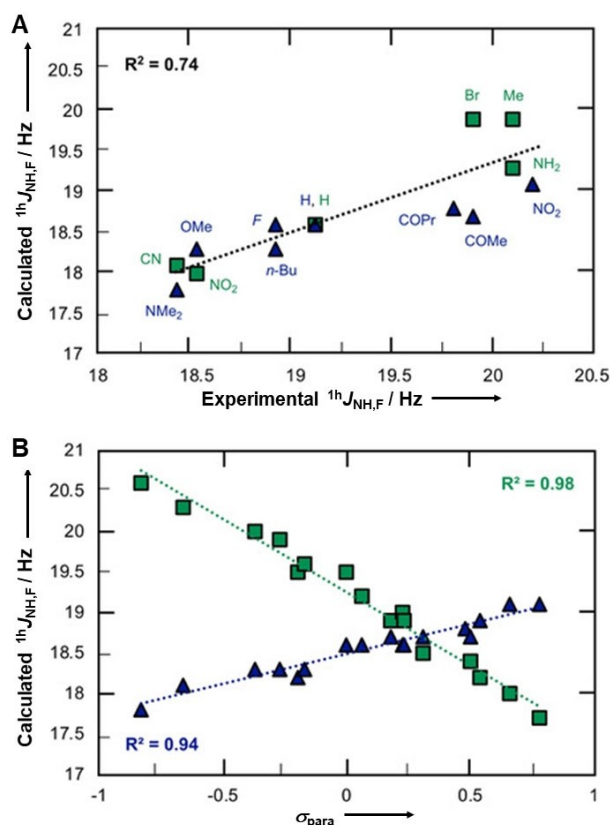 A
21
20.5
20
19.5
19
18.5
18
17.5
17
Calculated ¹ʰJNH,F / Hz
R² = 0.74
Br Me
NH₂
H, H
F
OMe
COPr
COMe
NO₂
CN
NO₂
n-Bu
NMe₂
18 18.5 19 19.5 20 20.5
Experimental ¹ʰJNH,F / Hz
B
21
20.5
20
19.5
19
18.5
18
17.5
17
Calculated ¹ʰJNH,F / Hz
R² = 0.98
R² = 0.94
-1 -0.5 0 0.5 1
σpara